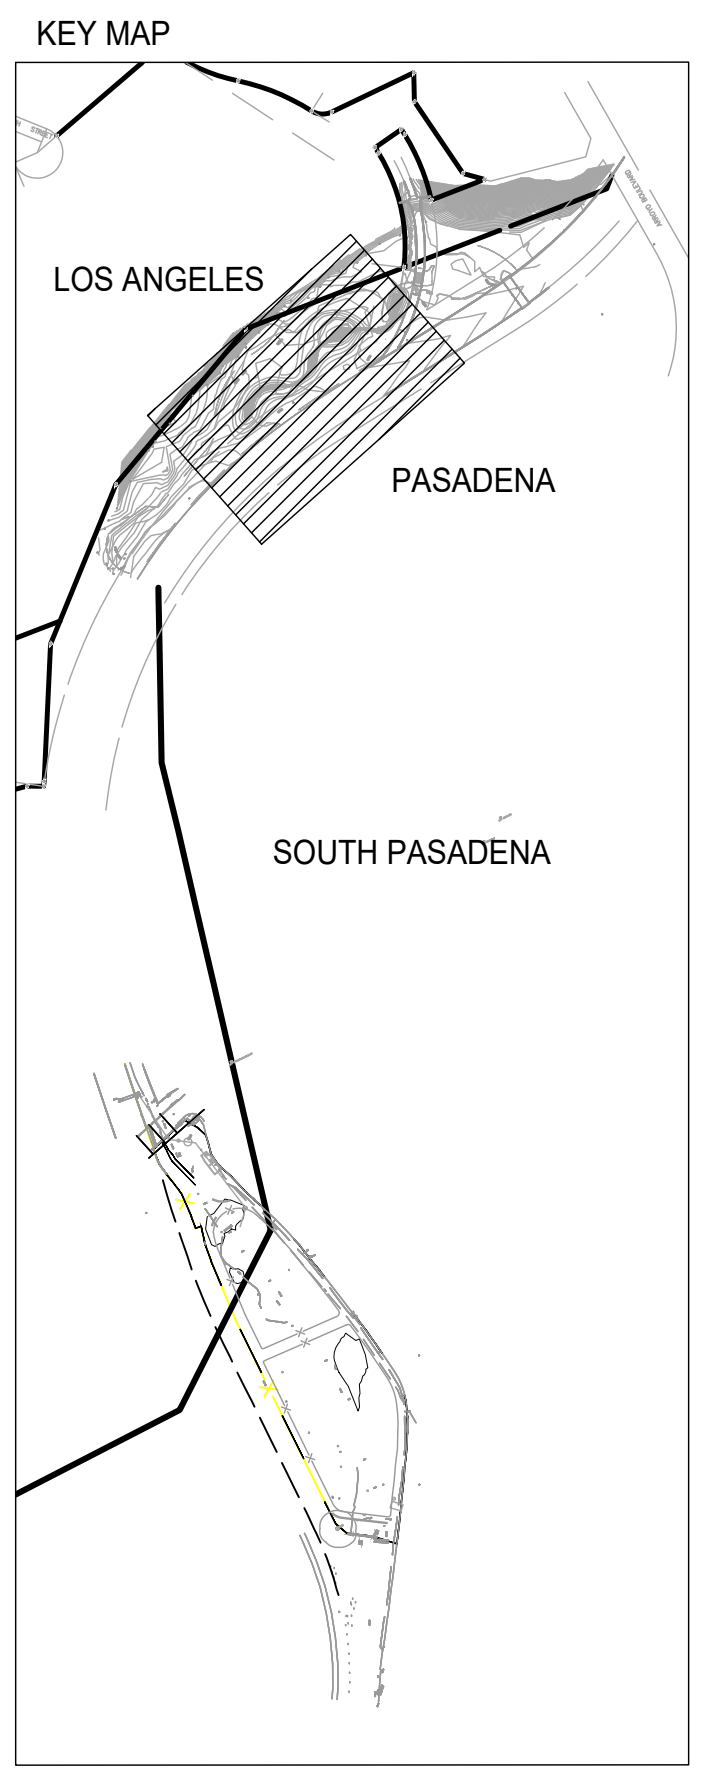 KEY MAP
STREET
ARROYO BOULEVARD
LOS ANGELES
PASADENA
SOUTH PASADENA